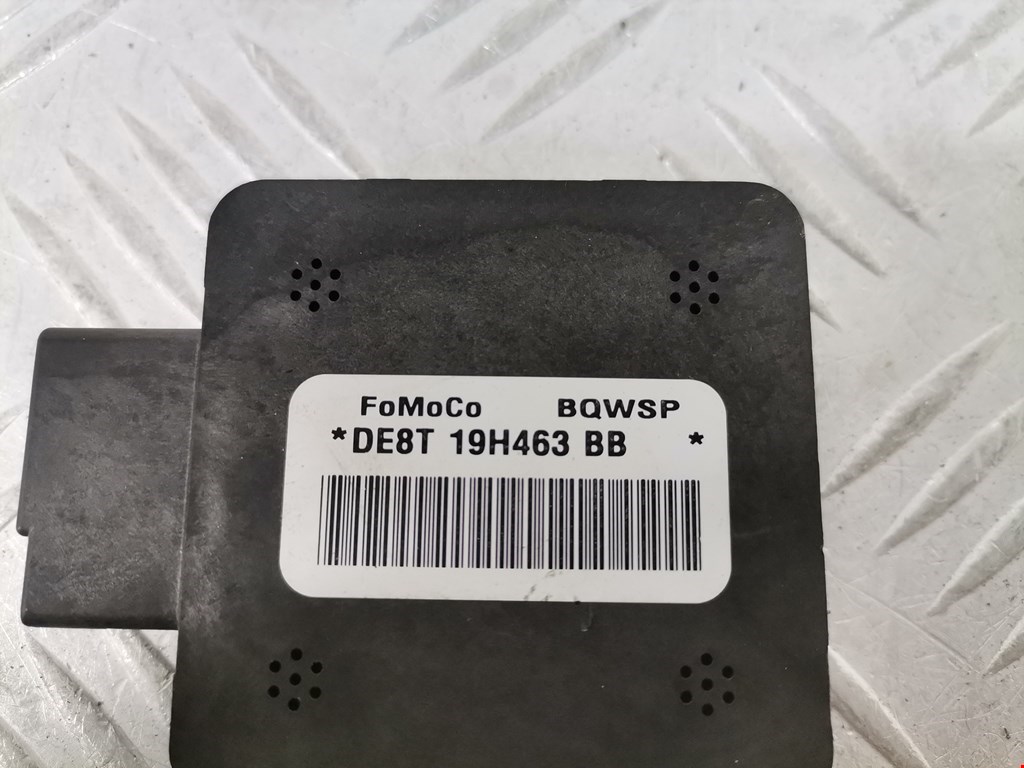 FoMoCo BQWSP
*DE8T 19H463 BB *